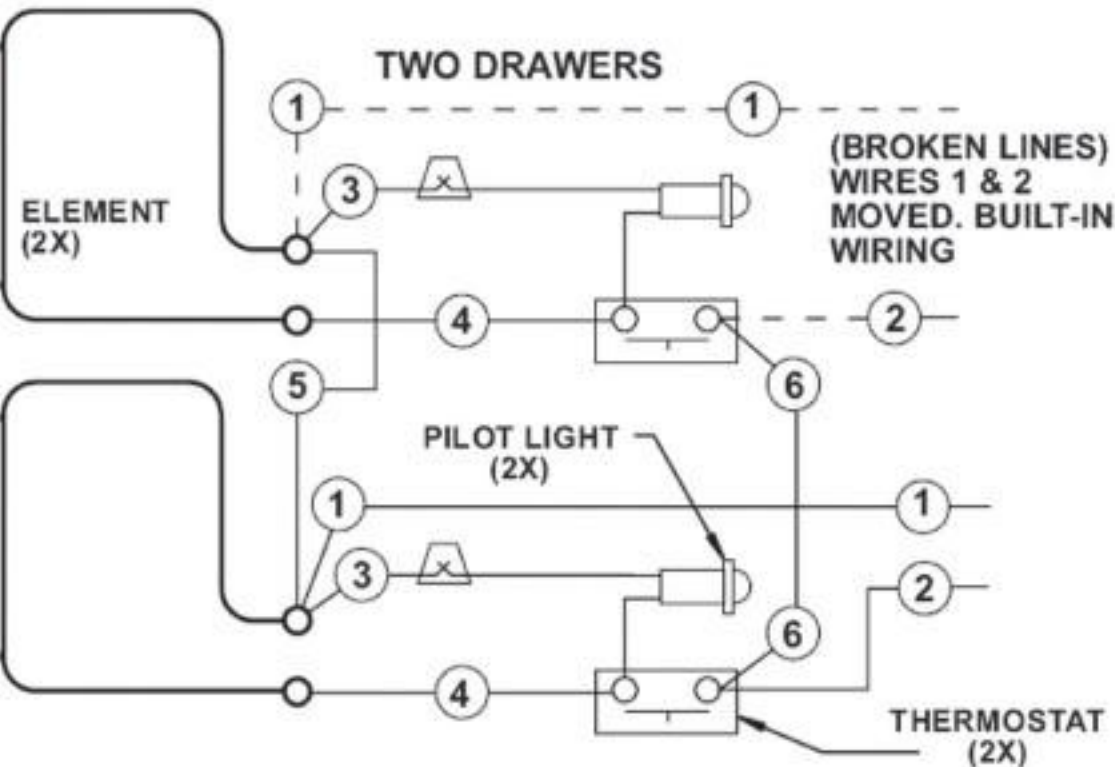 TWO DRAWERS
1
1
(BROKEN LINES)
WIRES 1 & 2
MOVED. BUILT-IN
WIRING
3
ELEMENT
(2X)
4
2
5
6
PILOT LIGHT
(2X)
1
1
3
2
6
4
THERMOSTAT
(2X)